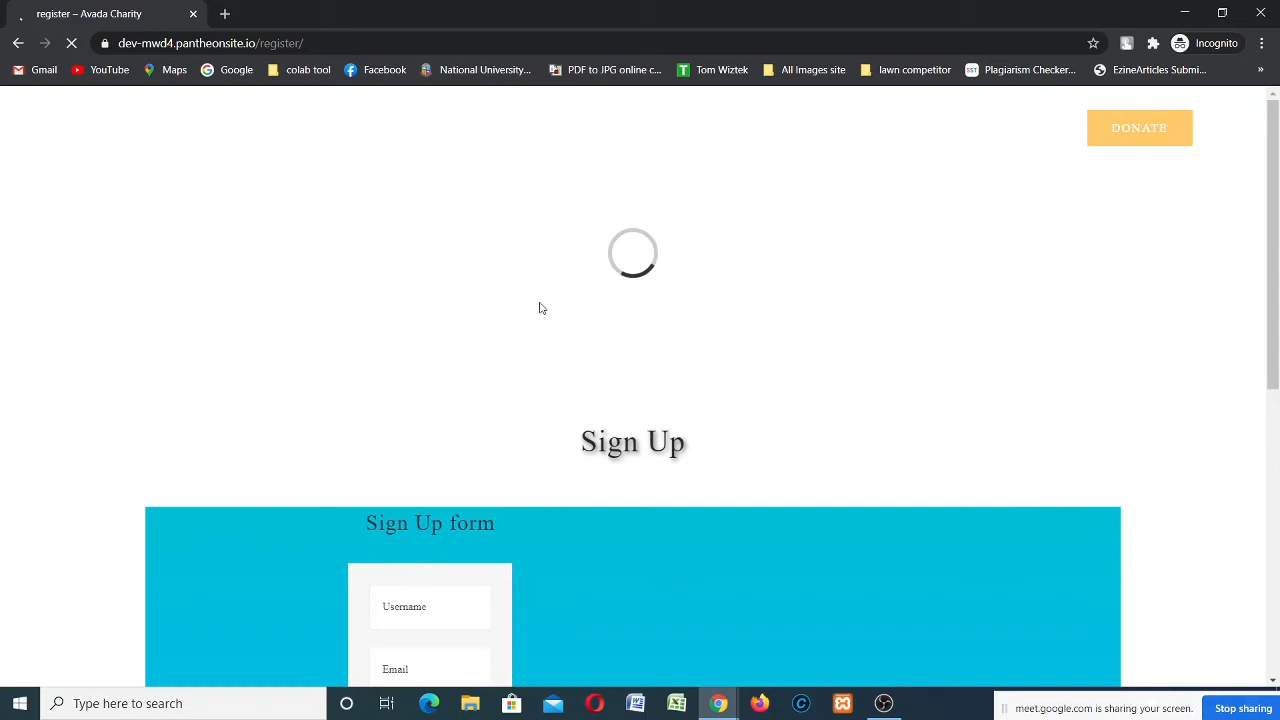 register – Avada Charity
dev-mwd4.pantheonsite.io/register/
Incognito
Gmail
YouTube
Maps
Google
colab tool
Facebook
National University...
PDF to JPG online c...
Tom Wiztek
All Images site
lawn competitor
SST
Plagiarism Checker...
EzineArticles Submi...
»
DONATE
Sign Up
Sign Up form
Username
Email
Type here to search
meet.google.com is sharing your screen.
Stop sharing